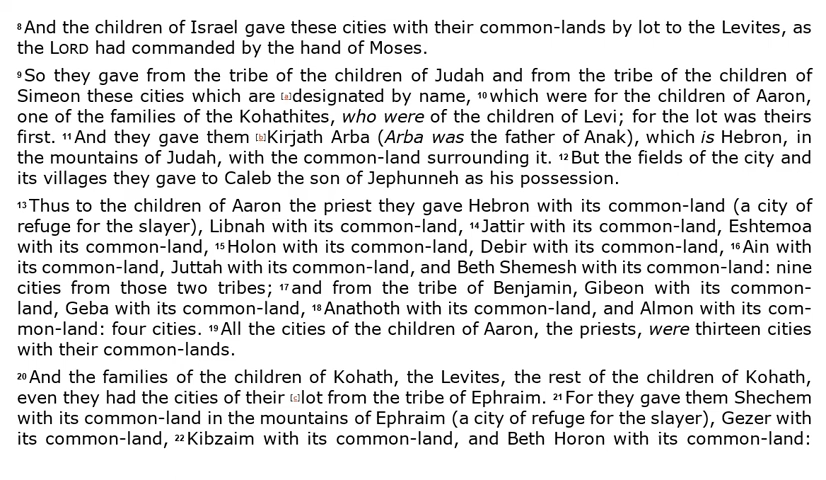 8 And the children of Israel gave these cities with their common-lands by lot to the Levites, as
the LORD had commanded by the hand of Moses.
9 So they gave from the tribe of the children of Judah and from the tribe of the children of
Simeon these cities which are [a]designated by name, 10 which were for the children of Aaron,
one of the families of the Kohathites, who were of the children of Levi; for the lot was theirs
first. 11 And they gave them [b]Kirjath Arba (Arba was the father of Anak), which is Hebron, in
the mountains of Judah, with the common-land surrounding it. 12 But the fields of the city and
its villages they gave to Caleb the son of Jephunneh as his possession.
13 Thus to the children of Aaron the priest they gave Hebron with its common-land (a city of
refuge for the slayer), Libnah with its common-land, 14 Jattir with its common-land, Eshtemoa
with its common-land, 15 Holon with its common-land, Debir with its common-land, 16 Ain with
its common-land, Juttah with its common-land, and Beth Shemesh with its common-land: nine
cities from those two tribes; 17 and from the tribe of Benjamin, Gibeon with its common-
land, Geba with its common-land, 18 Anathoth with its common-land, and Almon with its com-
mon-land: four cities. 19 All the cities of the children of Aaron, the priests, were thirteen cities
with their common-lands.
20 And the families of the children of Kohath, the Levites, the rest of the children of Kohath,
even they had the cities of their [c]lot from the tribe of Ephraim. 21 For they gave them Shechem
with its common-land in the mountains of Ephraim (a city of refuge for the slayer), Gezer with
its common-land, 22 Kibzaim with its common-land, and Beth Horon with its common-land: